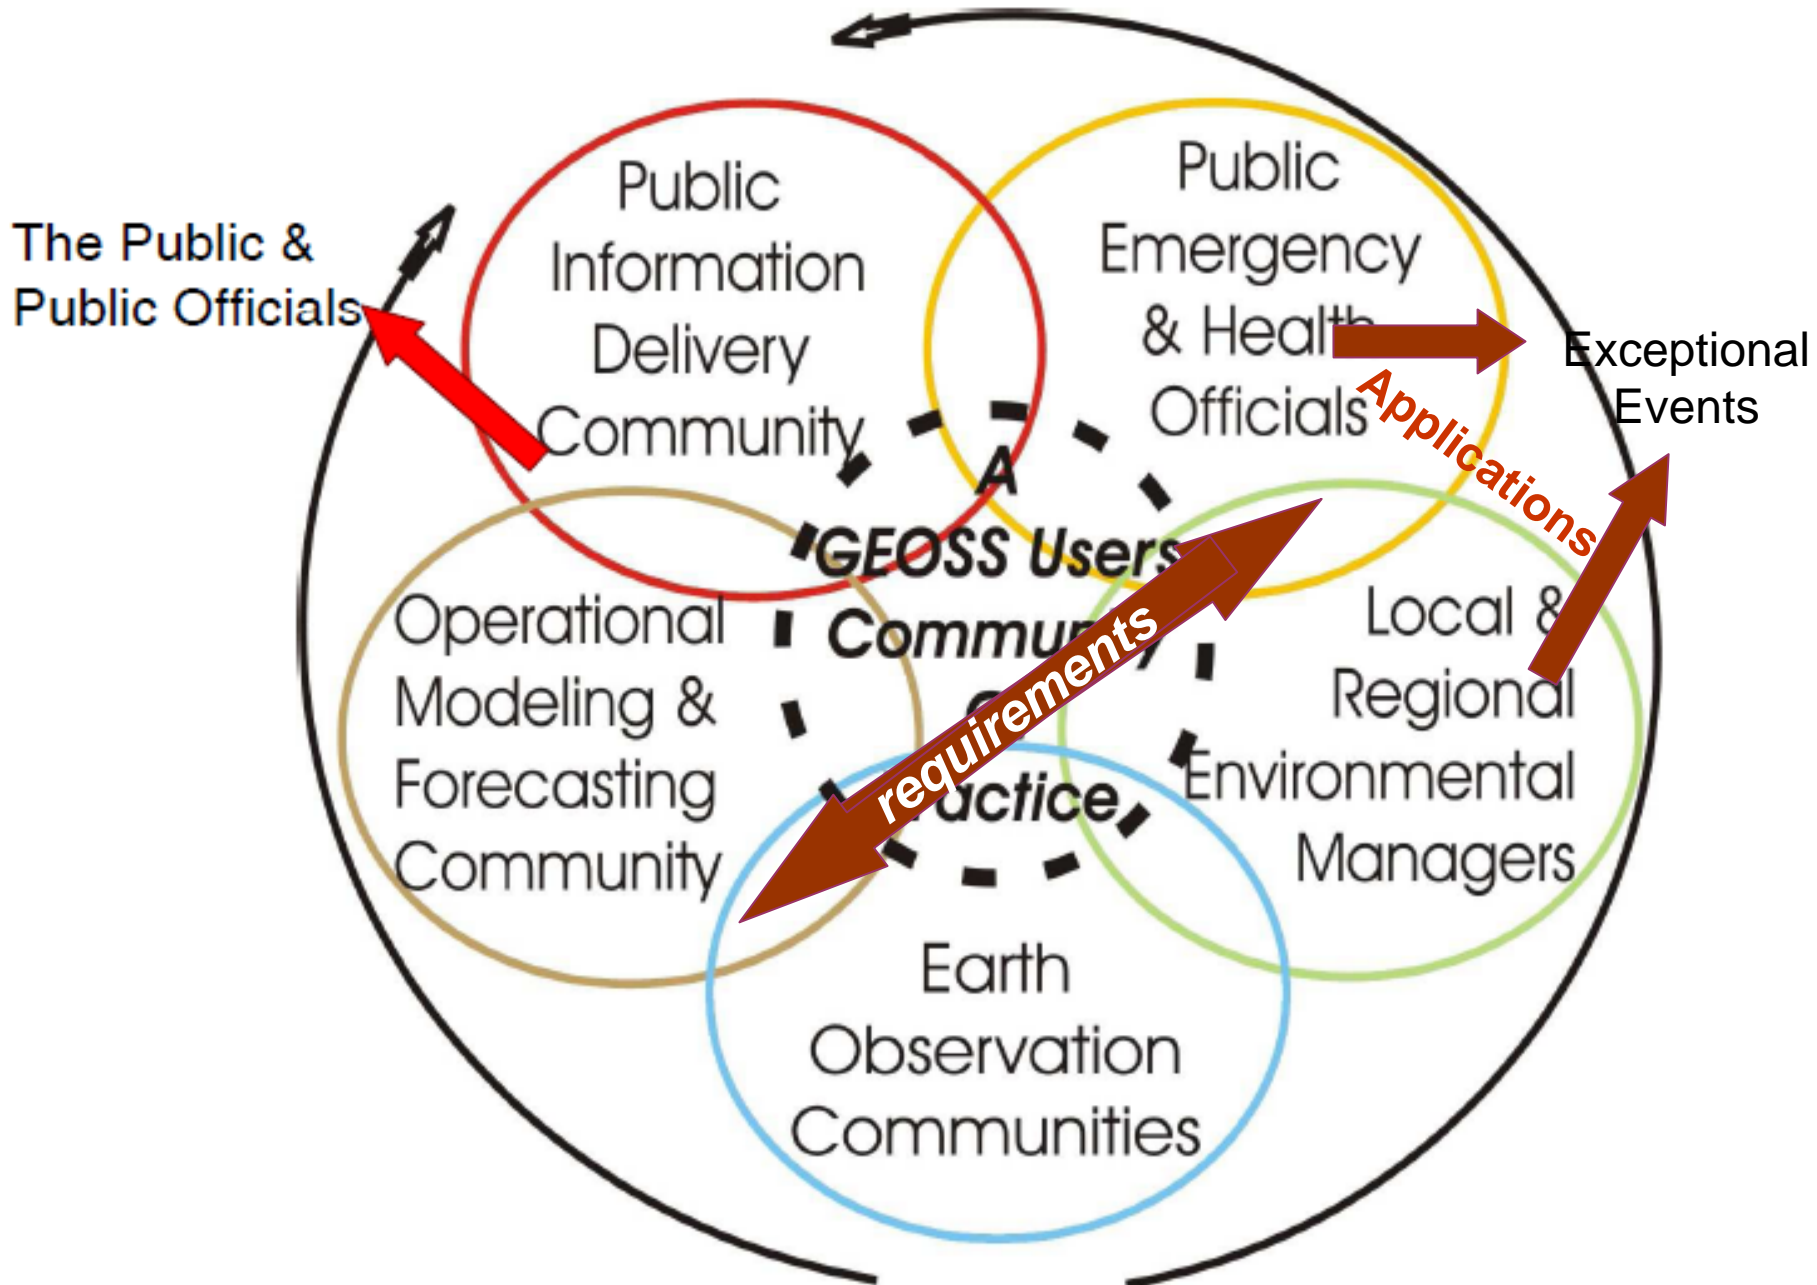 The Public &
Public Officials
Public
Information
Delivery
Community
Public
Emergency
& Health
Officials
Exceptional
Events
Applications
A
GEOSS Users
Community
requirements
Operational
Modeling &
Forecasting
Community
Local &
Regional
Environmental
Managers
actice
Earth
Observation
Communities